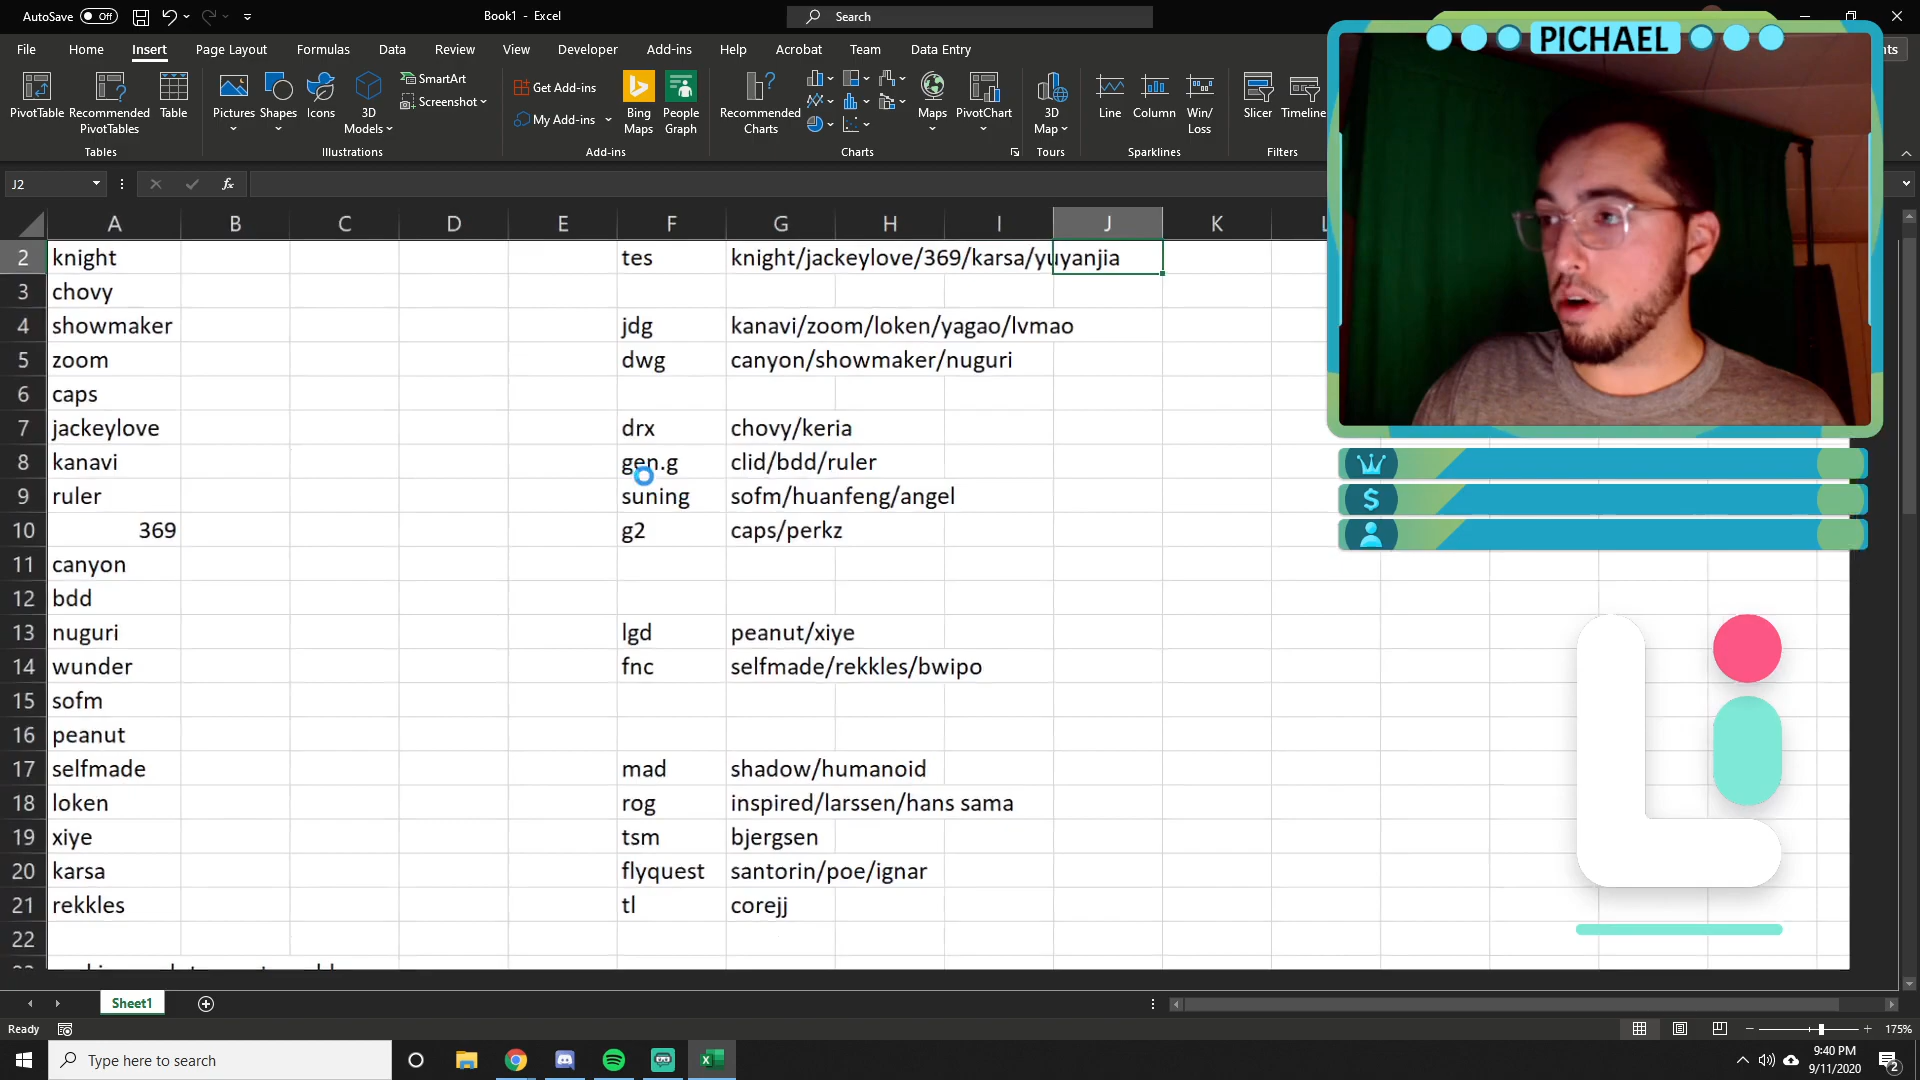 AutoSave Off
Book1 - Excel
Search
PICHAEL
File Home Insert Page Layout Formulas Data Review View Developer Add-ins Help Acrobat Team Data Entry
PivotTable
Recommended PivotTables
Table
Tables
Pictures
Shapes
Icons
3D Models
SmartArt
Screenshot
Illustrations
Get Add-ins
My Add-ins
Bing Maps
People Graph
Add-ins
Recommended Charts
Maps
PivotChart
Charts
3D Map
Tours
Line
Column
Win/Loss
Sparklines
Slicer
Timeline
Filters
J2
fx
A B C D E F G H I J K L
2 knight tes knight/jackeylove/369/karsa/yuyanjia
3 chovy
4 showmaker jdg kanavi/zoom/loken/yagao/lvmao
5 zoom dwg canyon/showmaker/nuguri
6 caps
7 jackeylove drx chovy/keria
8 kanavi gen.g clid/bdd/ruler
9 ruler suning sofm/huanfeng/angel
10 369 g2 caps/perkz
11 canyon
12 bdd
13 nuguri lgd peanut/xiye
14 wunder fnc selfmade/rekkles/bwipo
15 sofm
16 peanut
17 selfmade mad shadow/humanoid
18 loken rog inspired/larssen/hans sama
19 xiye tsm bjergsen
20 karsa flyquest santorin/poe/ignar
21 rekkles tl corejj
22
Sheet1
Ready
175%
Type here to search
9:40 PM
9/11/2020
2